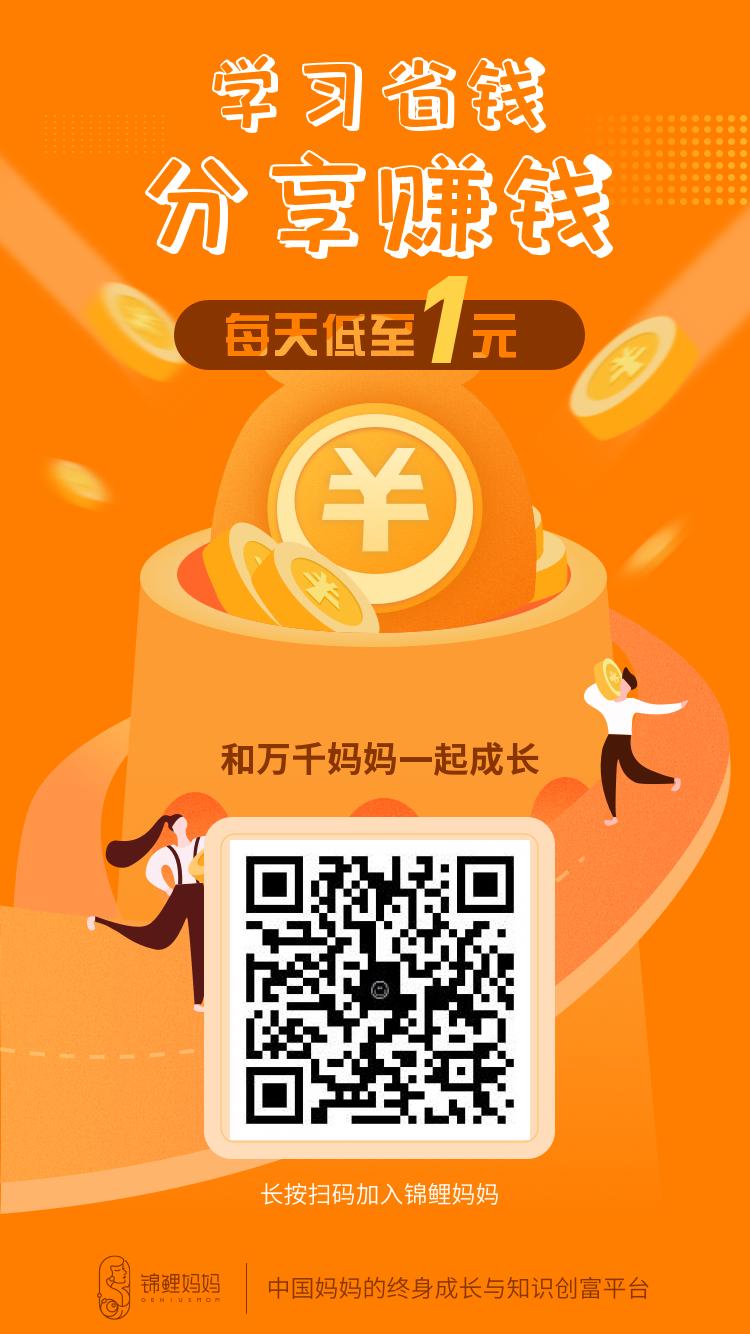 学习省钱
分享赚钱
每天低至1元
和万千妈妈一起成长
长按扫码加入锦鲤妈妈
锦鲤妈妈
GENIUSMOM
中国妈妈的终身成长与知识创富平台